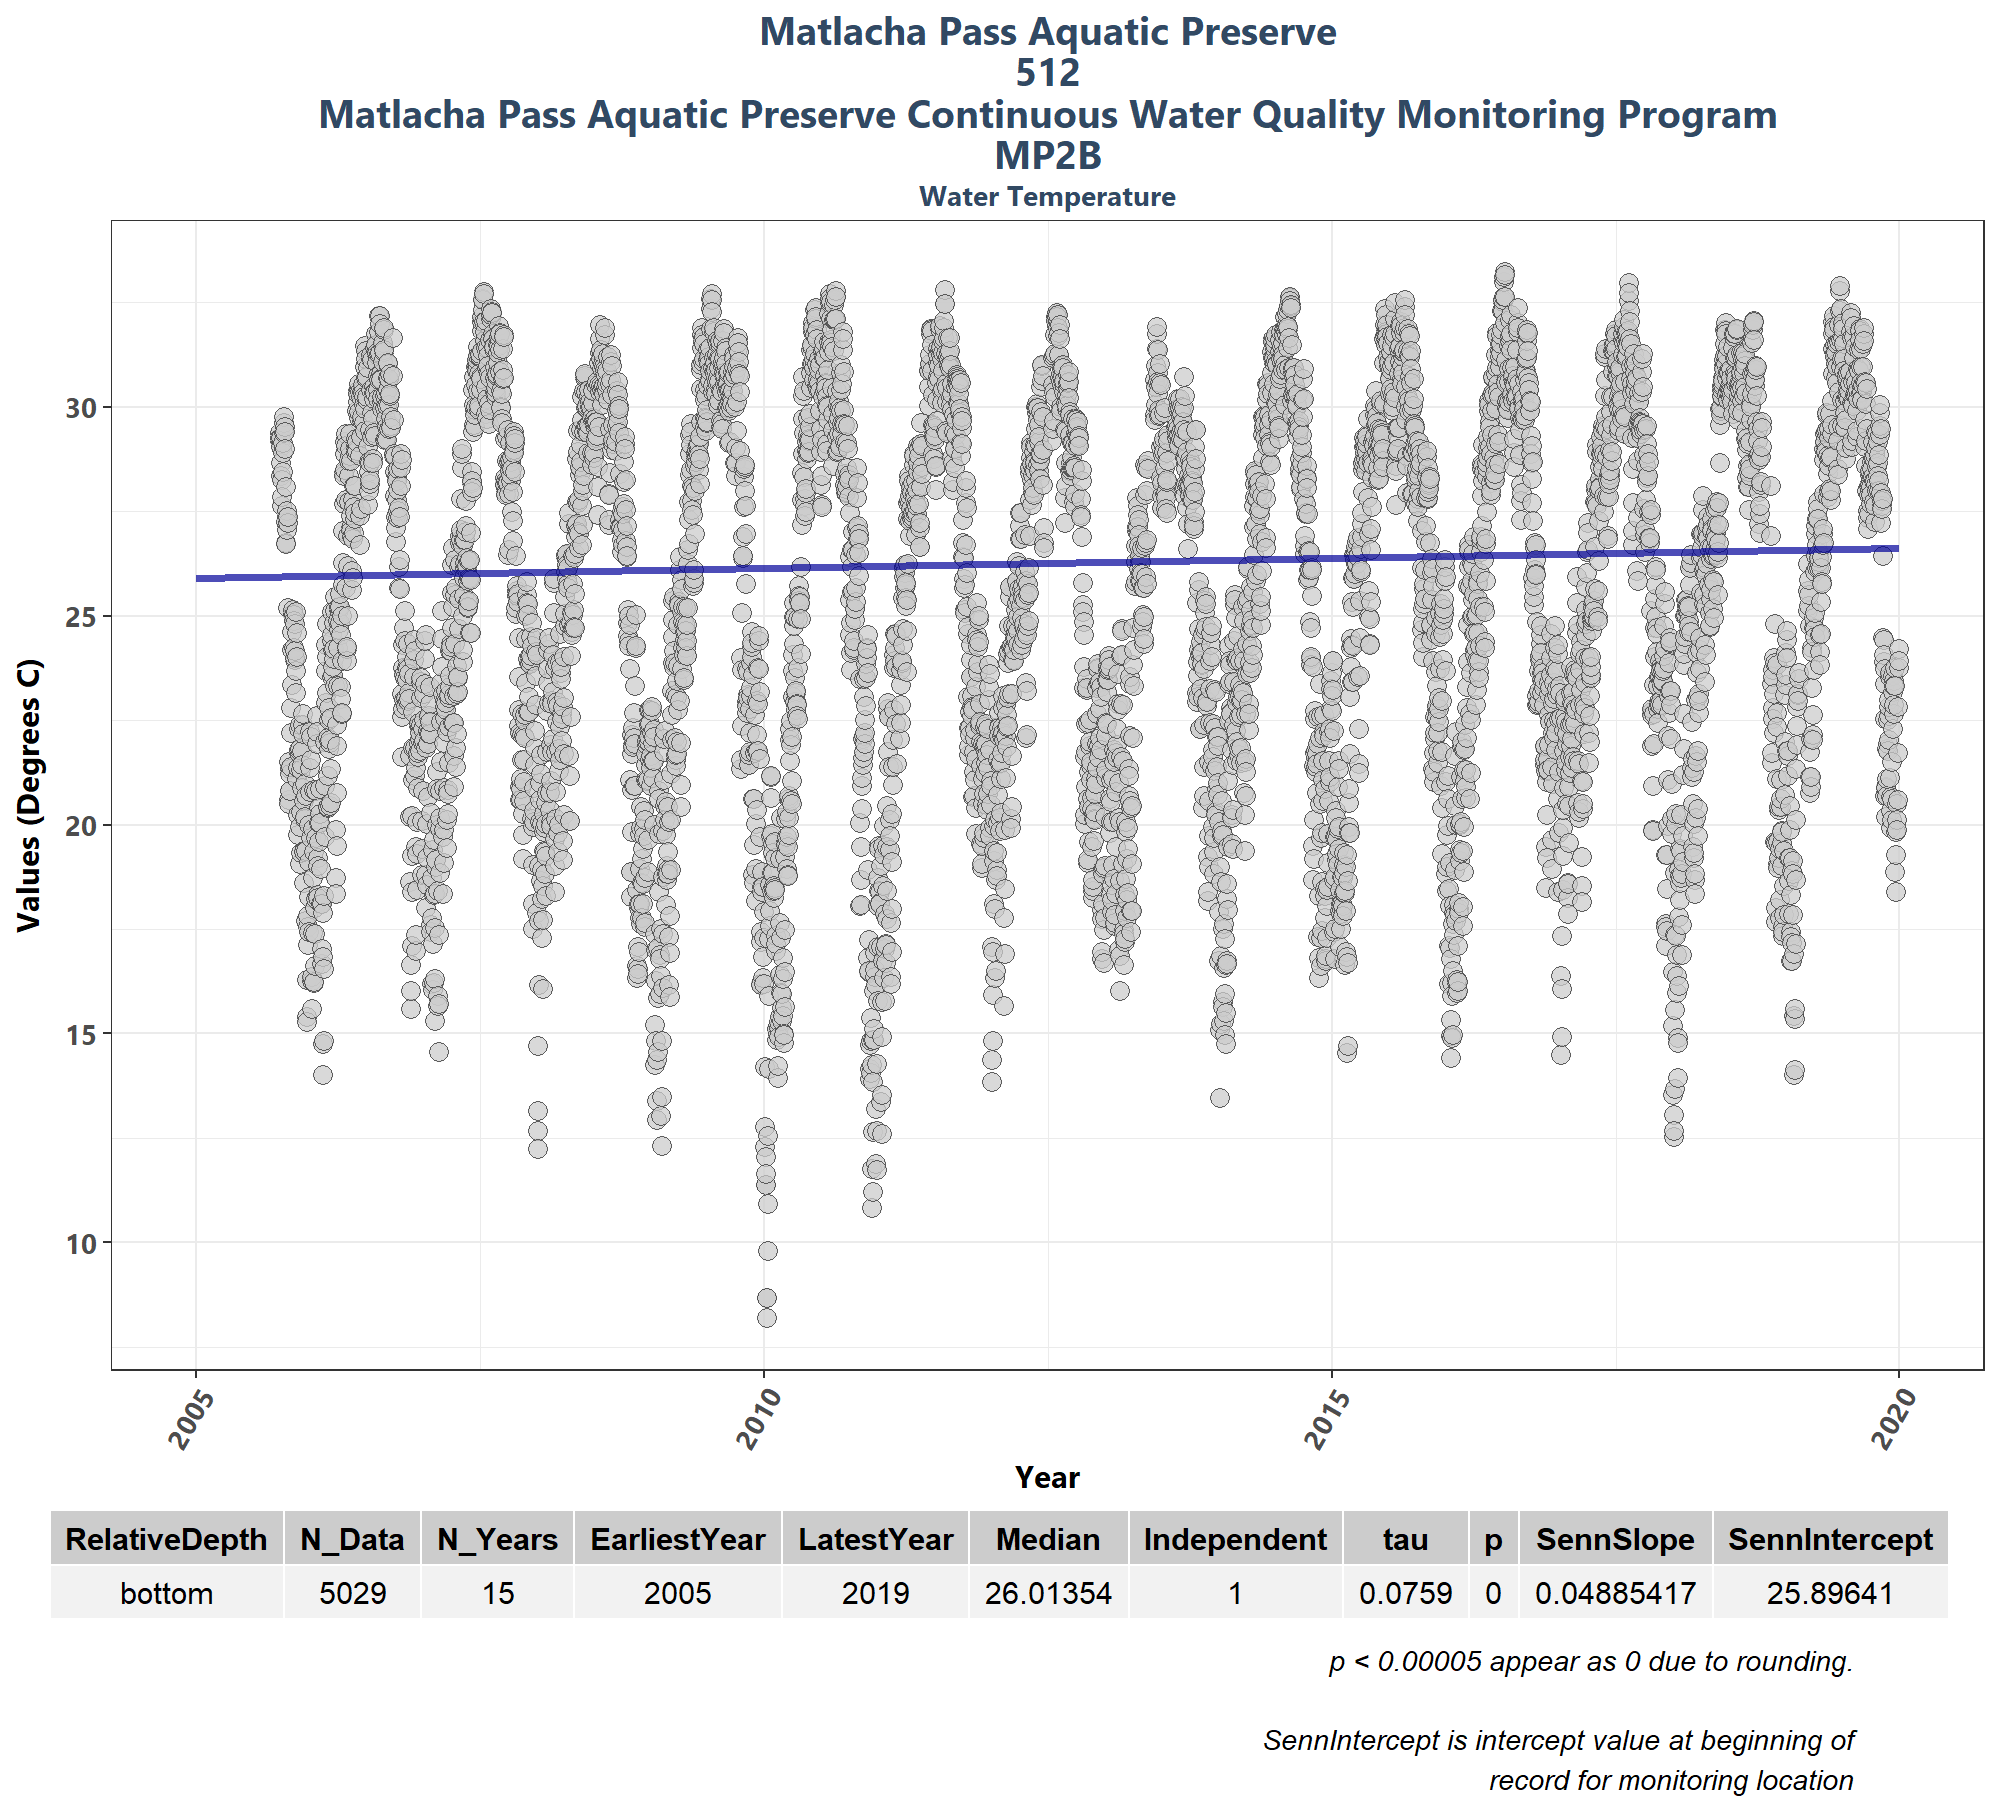 Matlacha Pass Aquatic Preserve
512
Matlacha Pass Aquatic Preserve Continuous Water Quality Monitoring Program
MP2B
Water Temperature
Values (Degrees C)
30
25
20
15
10
2005
2010
2015
2020
Year
RelativeDepth N_Data N_Years EarliestYear LatestYear Median Independent tau p SennSlope SennIntercept
bottom 5029 15 2005 2019 26.01354 1 0.0759 0 0.04885417 25.89641
p < 0.00005 appear as 0 due to rounding.
SennIntercept is intercept value at beginning of
record for monitoring location